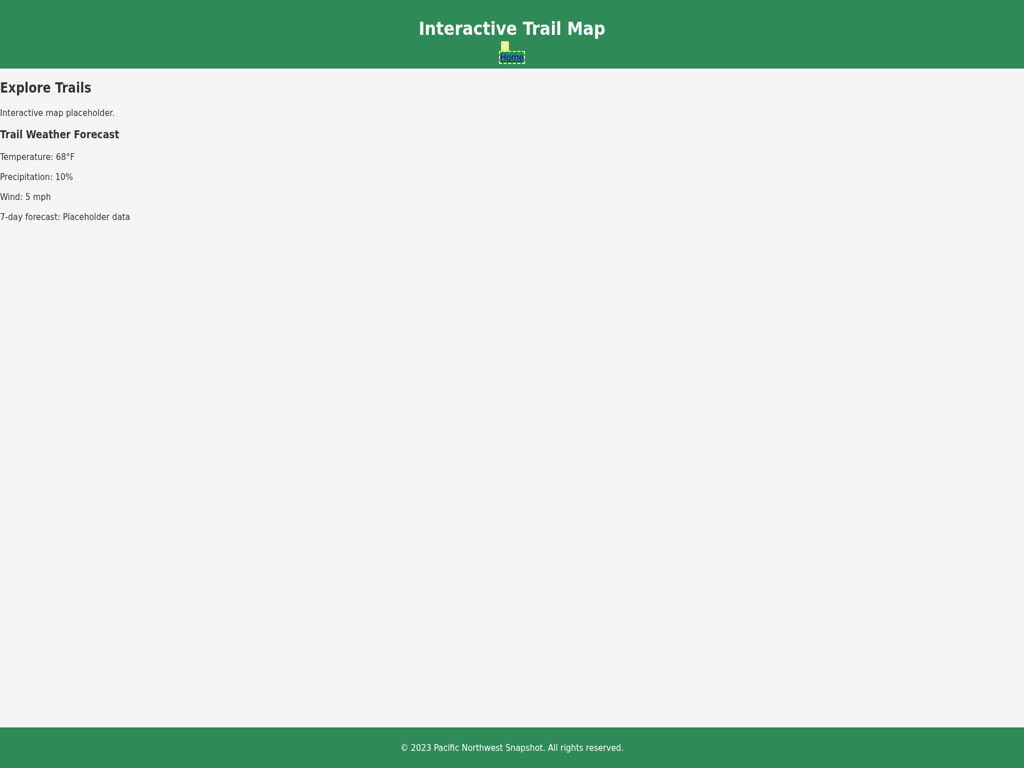 Interactive Trail Map
Home
Explore Trails
Interactive map placeholder.
Trail Weather Forecast
Temperature: 68°F
Precipitation: 10%
Wind: 5 mph
7-day forecast: Placeholder data
© 2023 Pacific Northwest Snapshot. All rights reserved.